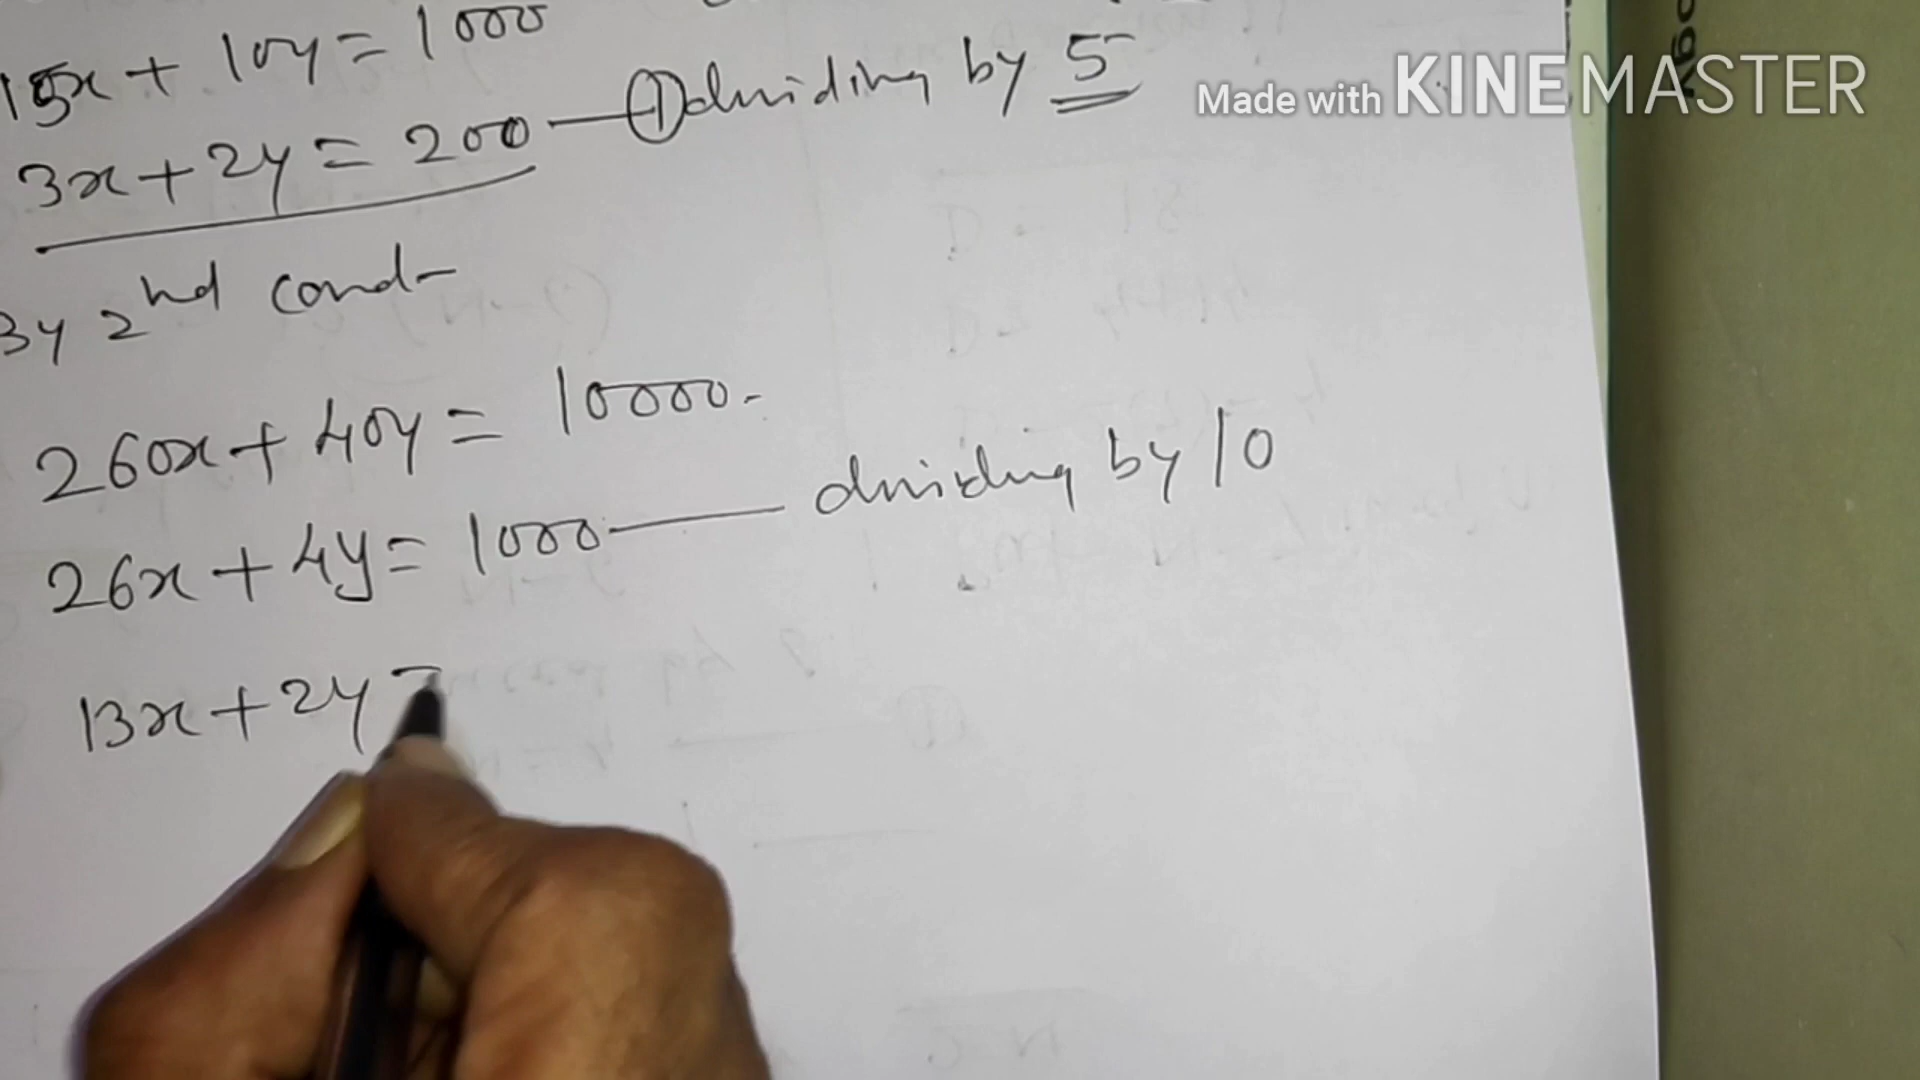 15x + 10y = 1000
3x + 2y = 200 — ① dividing by 5
Made with KINEMASTER
By 2nd cond-
260x + 40y = 10000-
26x + 4y = 1000 — dividing by 10
13x + 2y =